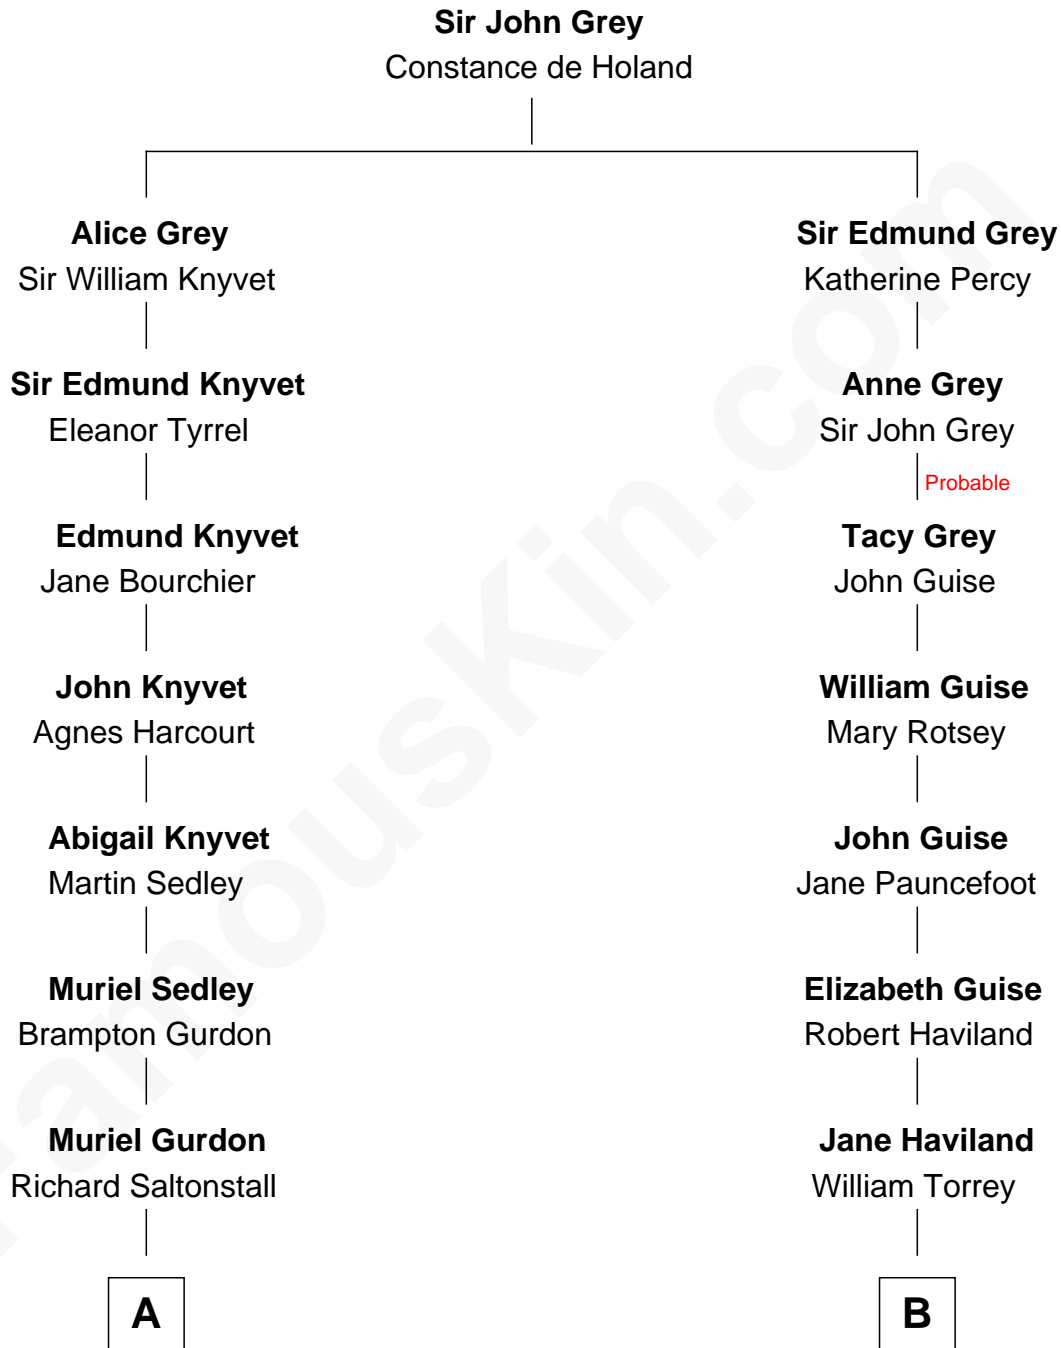 Sir John Grey
Constance de Holand
Alice Grey
Sir William Knyvet
Sir Edmund Knyvet
Eleanor Tyrrel
Edmund Knyvet
Jane Bourchier
John Knyvet
Agnes Harcourt
Abigail Knyvet
Martin Sedley
Muriel Sedley
Brampton Gurdon
Muriel Gurdon
Richard Saltonstall
A
Sir Edmund Grey
Katherine Percy
Anne Grey
Sir John Grey
Probable
Tacy Grey
John Guise
William Guise
Mary Rotsey
John Guise
Jane Pauncefoot
Elizabeth Guise
Robert Haviland
Jane Haviland
William Torrey
B
FamousKin.com